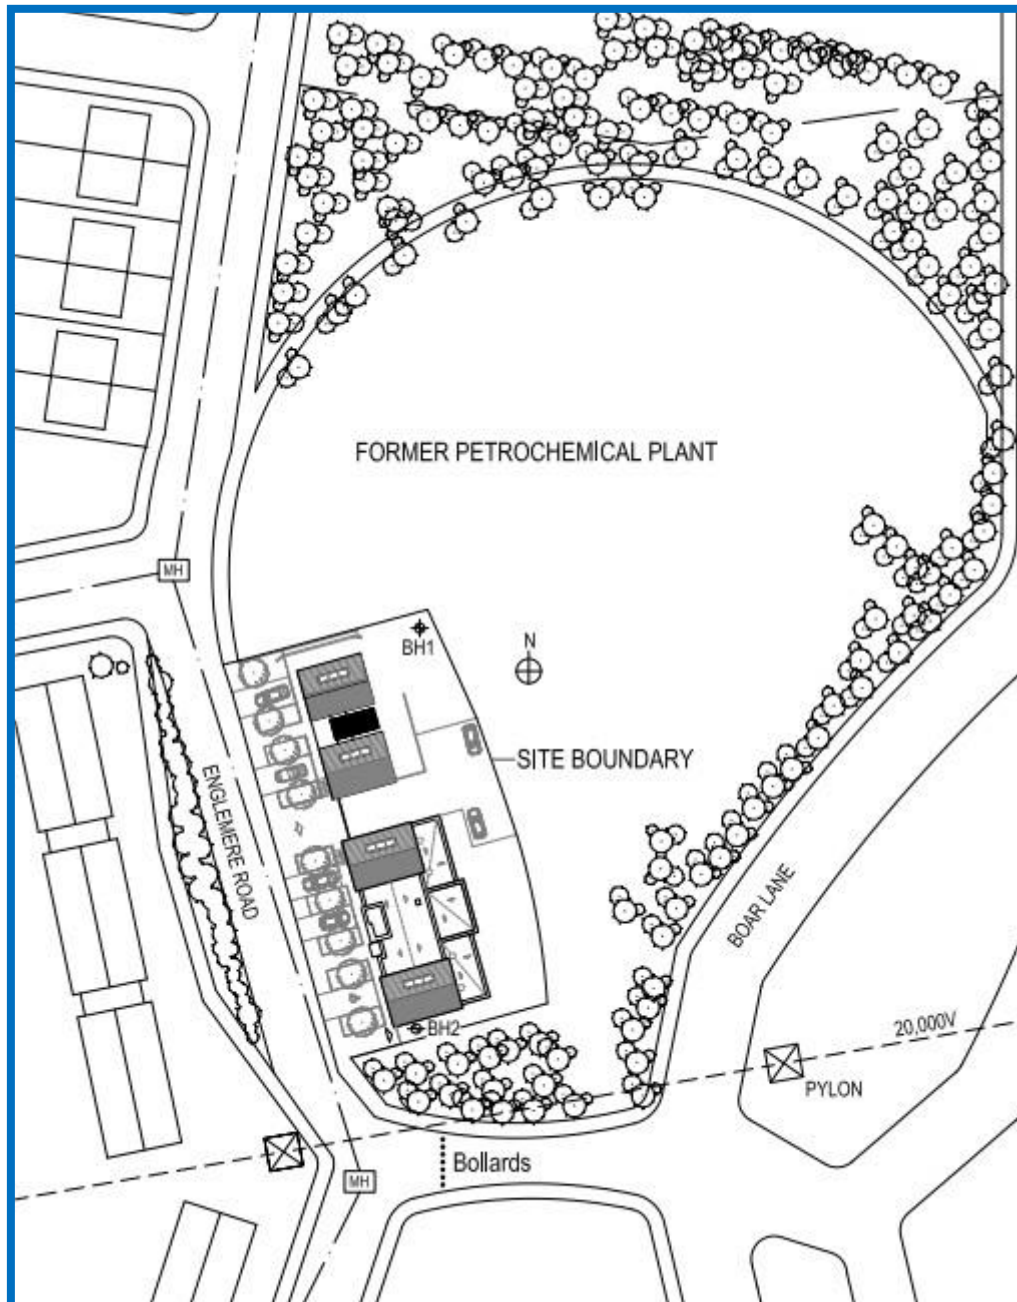 FORMER PETROCHEMICAL PLANT
MH
BH1
N
SITE BOUNDARY
ENGLEMERE ROAD
BOAR LANE
BH2
20,000V
PYLON
Bollards
MH